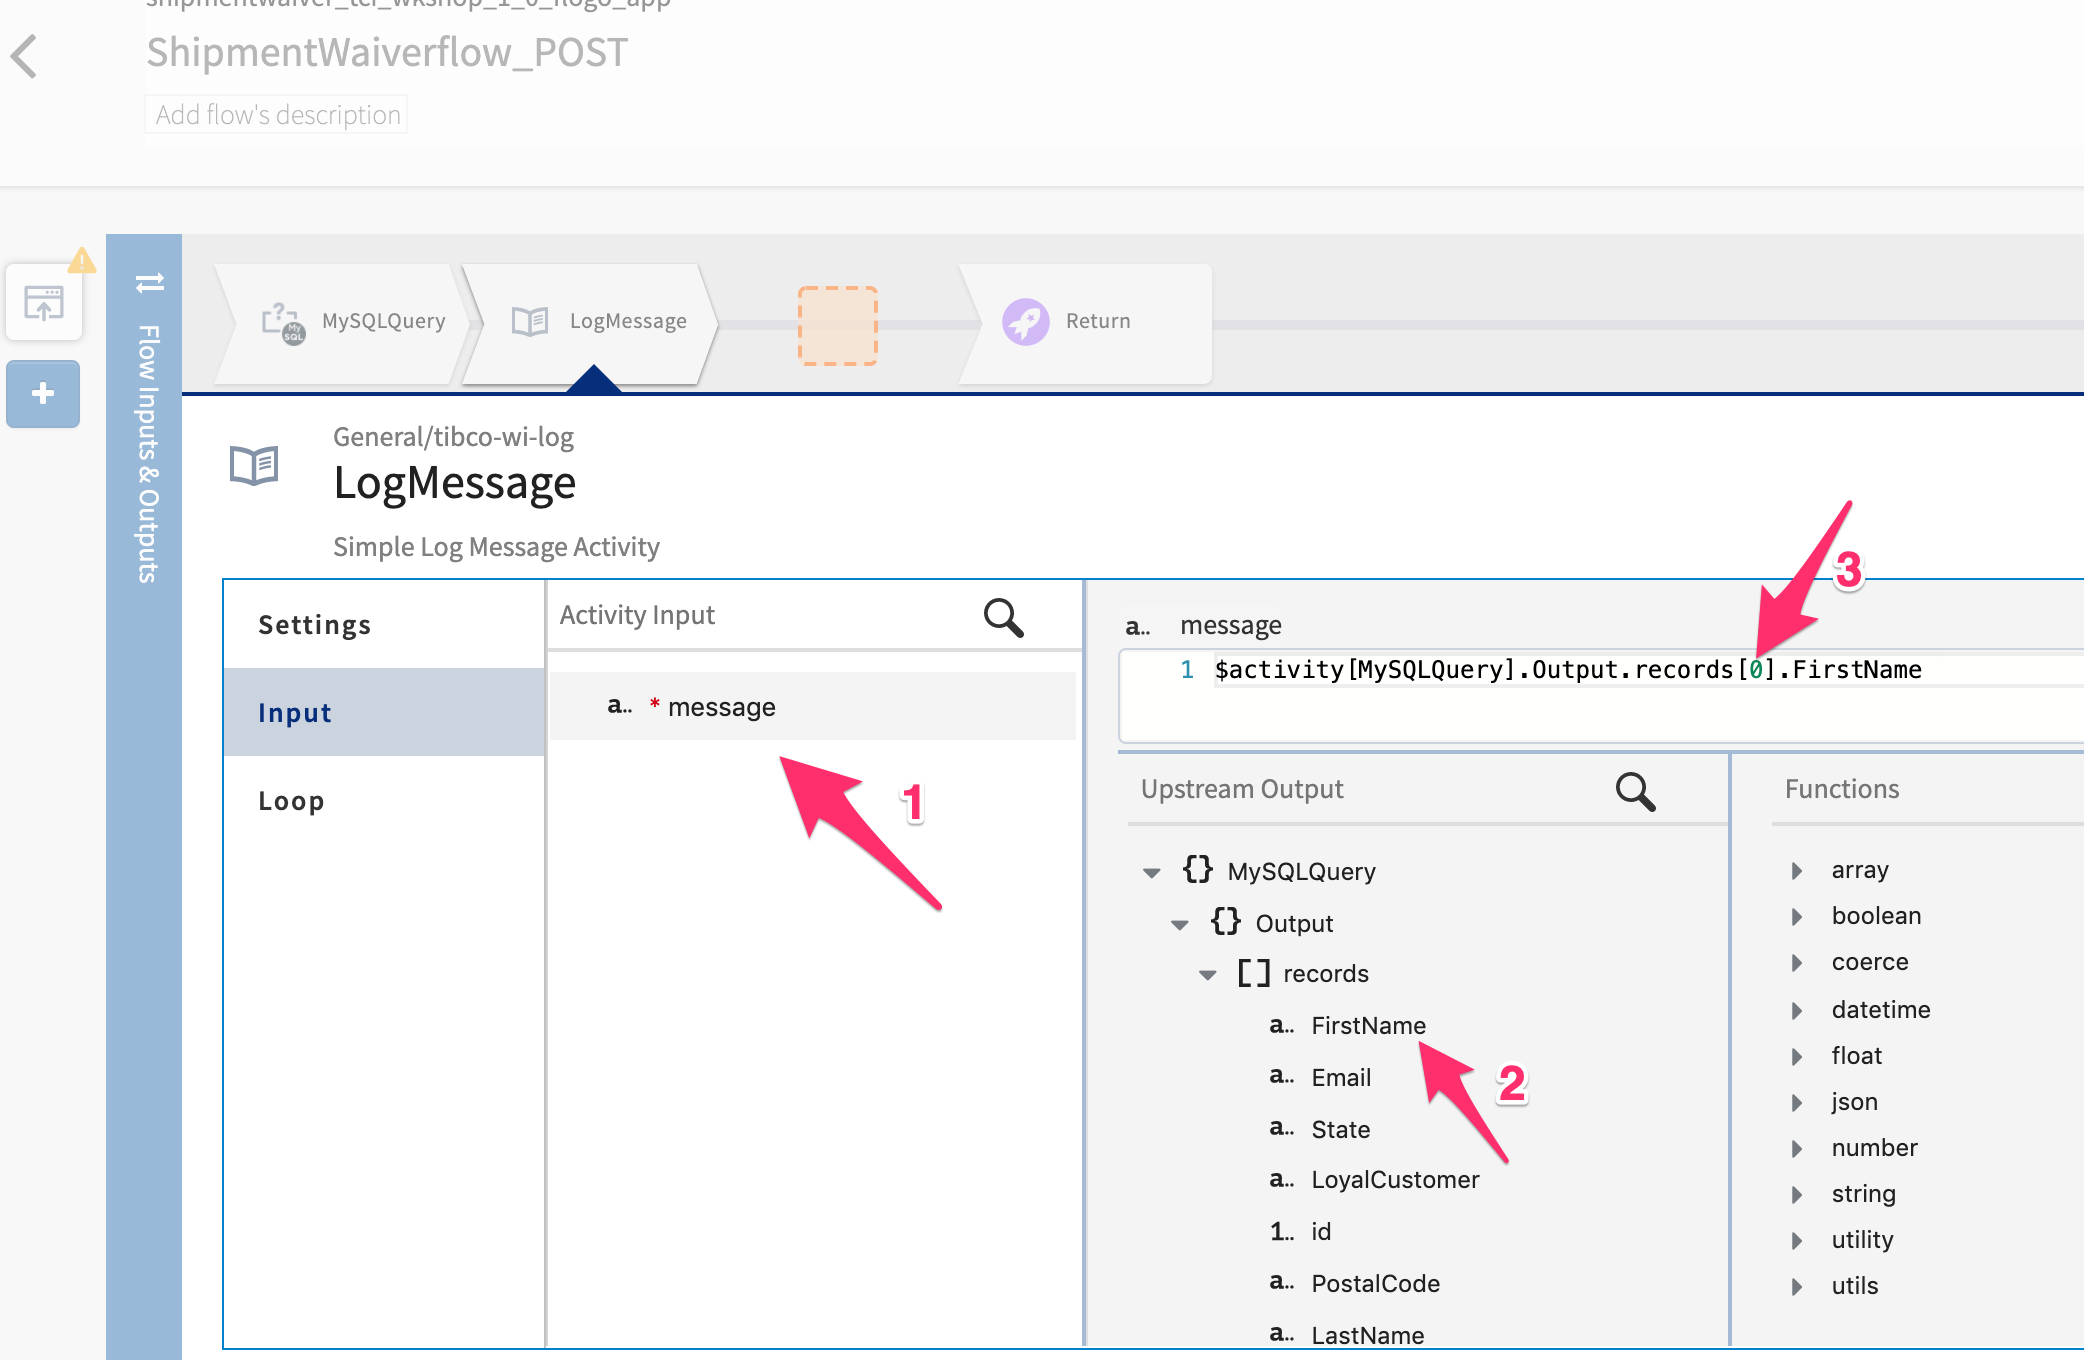 shipmentwaiver_tci_wkshop_1_0_flogo_app
ShipmentWaiverflow_POST
Add flow's description
Flow Inputs & Outputs
MySQLQuery
My
SQL
LogMessage
Return
General/tibco-wi-log
LogMessage
Simple Log Message Activity
Settings
Input
Loop
Activity Input
a.. * message
1
a.. message
3
1 $activity[MySQLQuery].Output.records[0].FirstName
Upstream Output
{} MySQLQuery
{} Output
[] records
a.. FirstName
a.. Email
2
a.. State
a.. LoyalCustomer
1.. id
a.. PostalCode
a.. LastName
Functions
array
boolean
coerce
datetime
float
json
number
string
utility
utils